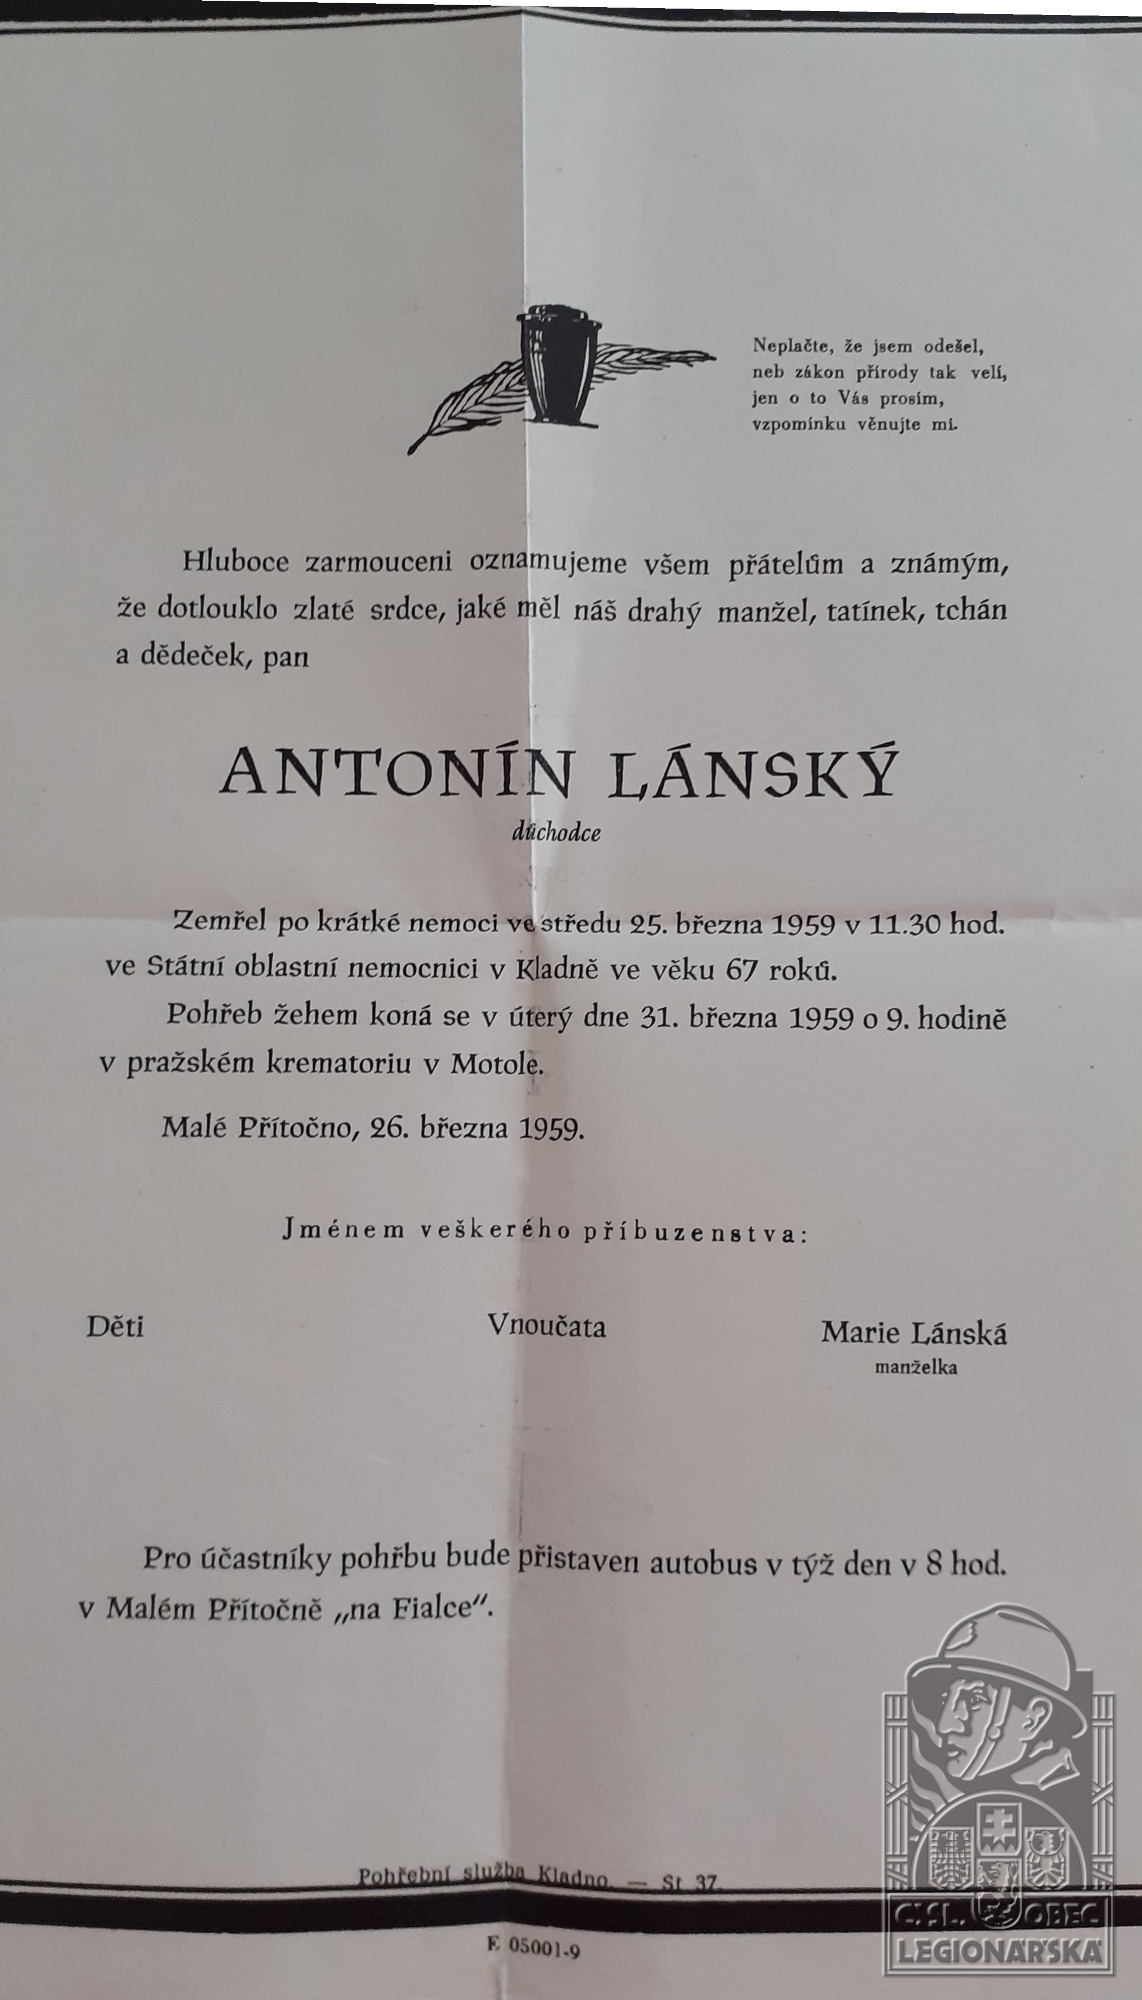 Neplačte, že jsem odešel,
neb zákon přírody tak velí,
jen o to Vás prosím,
vzpomínku věnujte mi.
Hluboce zarmouceni oznamujeme všem přátelům a známým,
že dotlouklo zlaté srdce, jaké měl náš drahý manžel, tatínek, tchán
a dědeček, pan
ANTONÍN LÁNSKÝ
důchodce
Zemřel po krátké nemoci ve středu 25. března 1959 v 11.30 hod.
ve Státní oblastní nemocnici v Kladně ve věku 67 roků.
Pohřeb žehem koná se v úterý dne 31. března 1959 o 9. hodině
v pražském krematoriu v Motole.
Malé Přítočno, 26. března 1959.
Jménem veškerého příbuzenstva:
Děti Vnoučata Marie Lánská
manželka
Pro účastníky pohřbu bude přistaven autobus v týž den v 8 hod.
v Malém Přítočně „na Fialce“.
Pohřební služba Kladno. — St 37.
F 05001-9
Č. SL. OBEC
LEGIONÁŘSKÁ